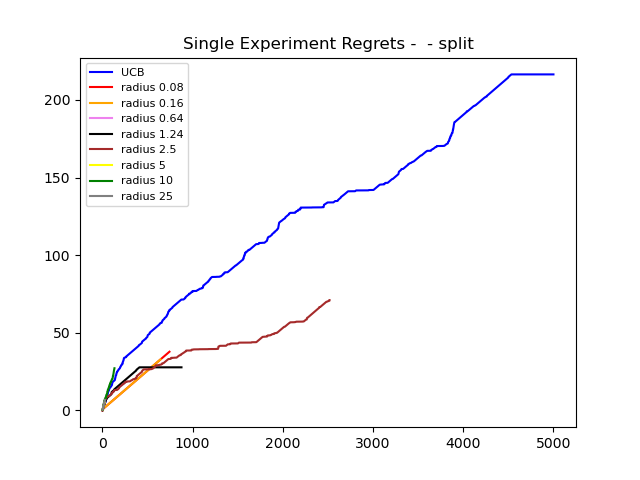 Single Experiment Regrets -  - split
UCB
radius 0.08
radius 0.16
radius 0.64
radius 1.24
radius 2.5
radius 5
radius 10
radius 25
200
150
100
50
0
0 1000 2000 3000 4000 5000